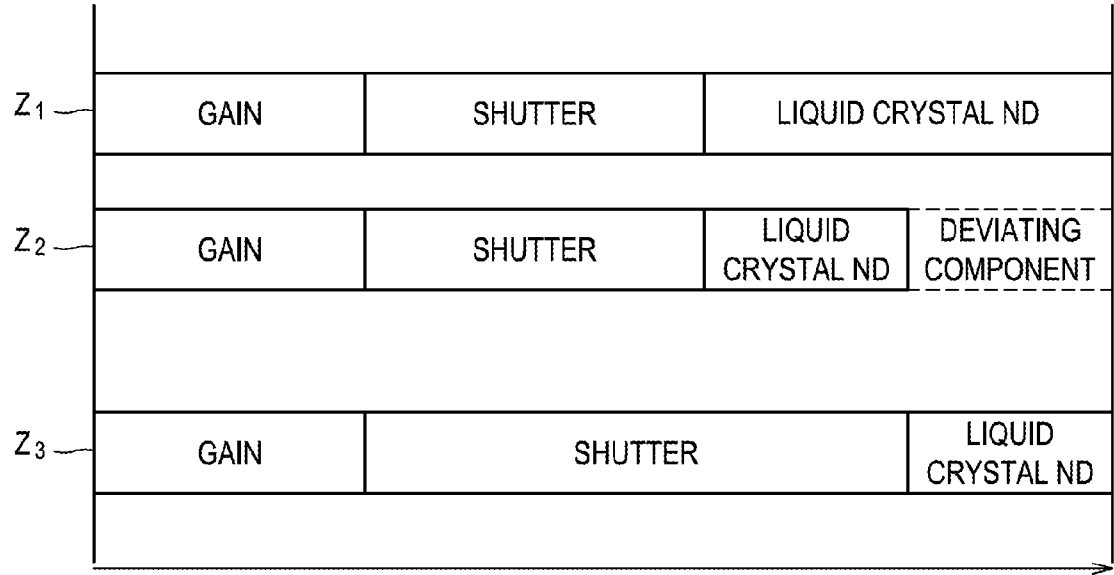 Z1
GAIN
SHUTTER
LIQUID CRYSTAL ND
Z2
GAIN
SHUTTER
LIQUID
CRYSTAL ND
DEVIATING
COMPONENT
Z3
GAIN
SHUTTER
LIQUID
CRYSTAL ND